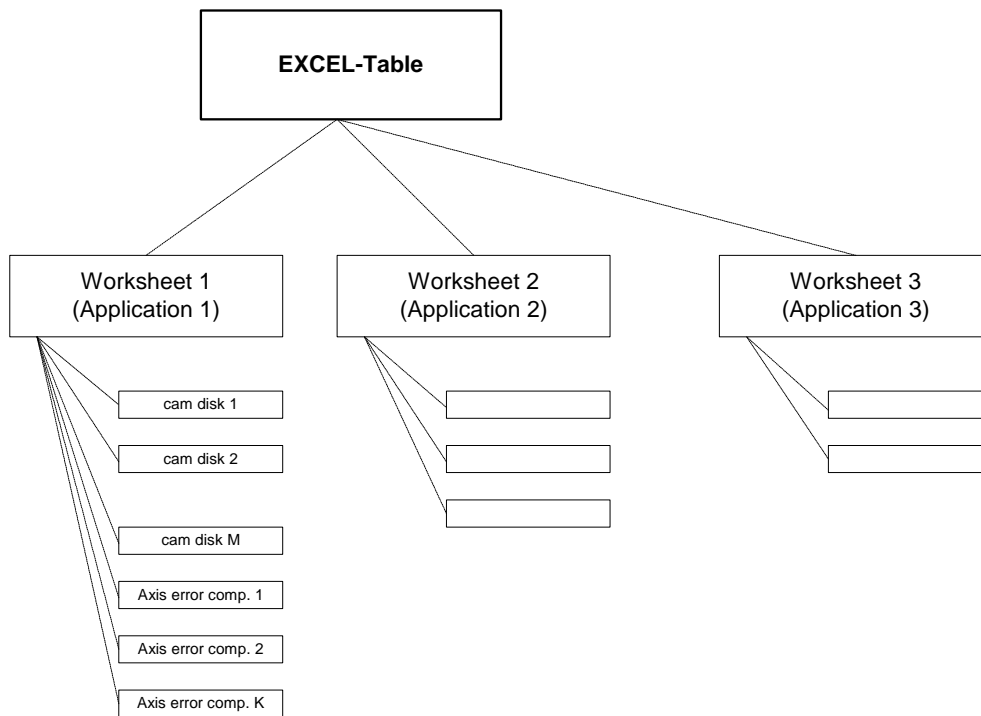 EXCEL-Table
Worksheet 1
(Application 1)
Worksheet 2
(Application 2)
Worksheet 3
(Application 3)
cam disk 1
cam disk 2
cam disk M
Axis error comp. 1
Axis error comp. 2
Axis error comp. K